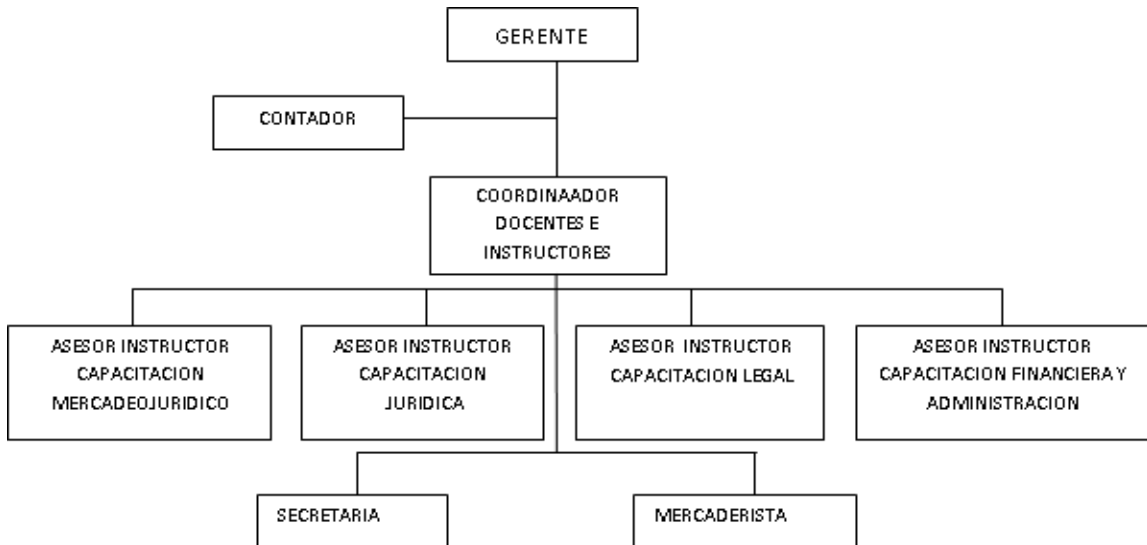 GERENTE
CONTADOR
COORDINAADOR
DOCENTES E
INSTRUCTORES
ASESOR INSTRUCTOR
CAPACITACION
MERCADEOJURIDICO
ASESOR INSTRUCTOR
CAPACITACION
JURIDICA
ASESOR INSTRUCTOR
CAPACITACION LEGAL
ASESOR INSTRUCTOR
CAPACITACION FINANCIERA Y
ADMINISTRACION
SECRETARIA
MERCADERISTA